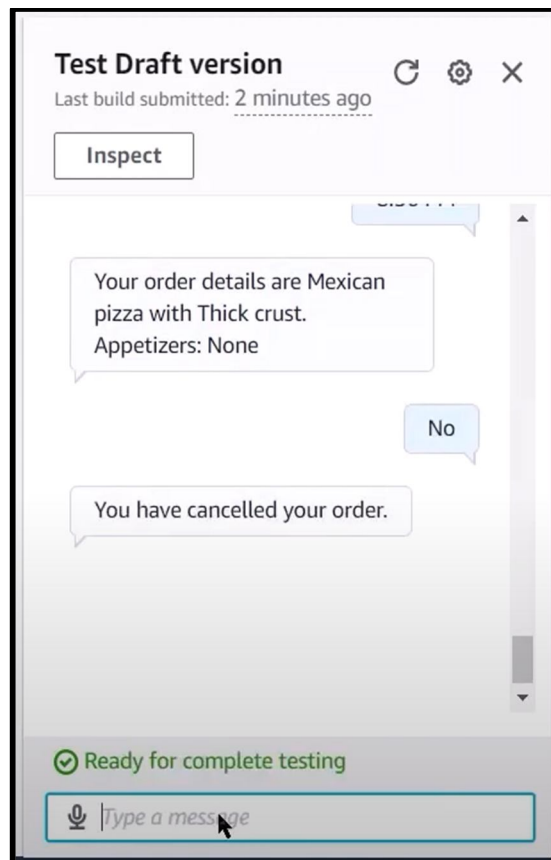 Test Draft version
Last build submitted: 2 minutes ago
Inspect
Your order details are Mexican
pizza with Thick crust.
Appetizers: None
No
You have cancelled your order.
Ready for complete testing
Type a message